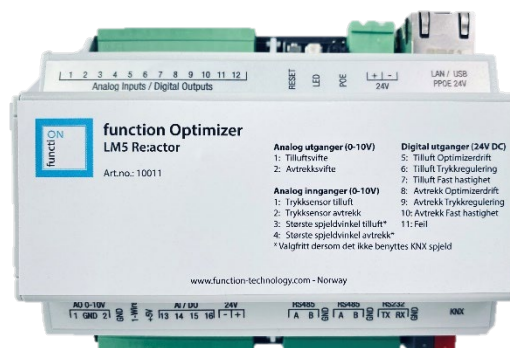 1 2 3 4 5 6 7 8 9 10 11 12
Analog Inputs / Digital Outputs
RESET
LED
POE
+ -
24V
LAN / USB
PPOE 24V
functiON
function Optimizer
LM5 Re:actor
Art.no.: 10011
Analog utganger (0-10V)
1: Tilluftsvifte
2: Avtrekksvifte
Analog innganger (0-10V)
1: Trykksensor tilluft
2: Trykksensor avtrekk
3: Største spjeldvinkel tilluft*
4: Største spjeldvinkel avtrekk*
*Valgfritt dersom det ikke benyttes KNX spjeld
Digital utganger (24V DC)
5: Tilluft Optimizerdrift
6: Tilluft Trykkregulering
7: Tilluft Fast hastighet
8: Avtrekk Optimizerdrift
9: Avtrekk Trykkregulering
10: Avtrekk Fast hastighet
11: Feil
www.function-technology.com - Norway
AO 0-10V
1 GND 2
GND
1-Wire
+5V
AI / DO
13 14 15 16
24V
- +
RS485
A B
GND
RS485
A B
GND
RS232
TX RX
GND
KNX